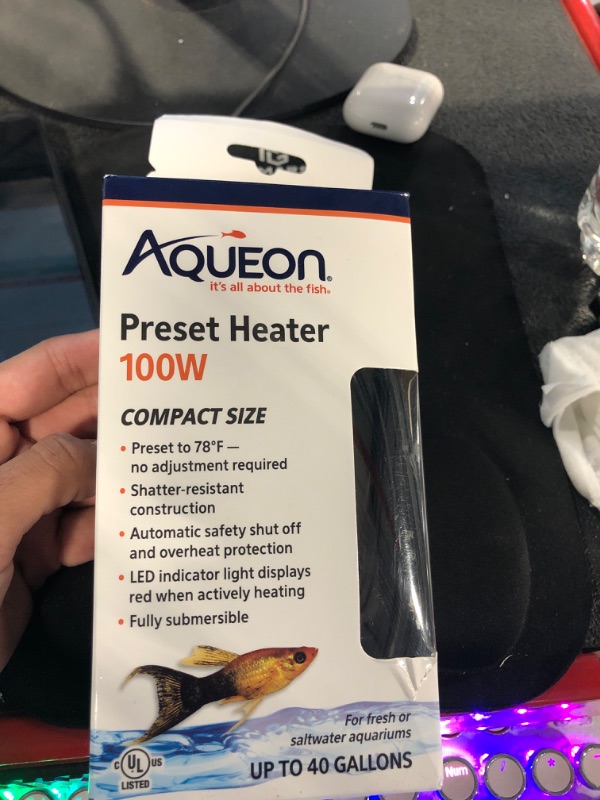 AQUEON®
it's all about the fish®
Preset Heater
100W
COMPACT SIZE
• Preset to 78°F —
no adjustment required
• Shatter-resistant
construction
• Automatic safety shut off
and overheat protection
• LED indicator light displays
red when actively heating
• Fully submersible
For fresh or
saltwater aquariums
UP TO 40 GALLONS
C UL US
LISTED
Num
/
*
-